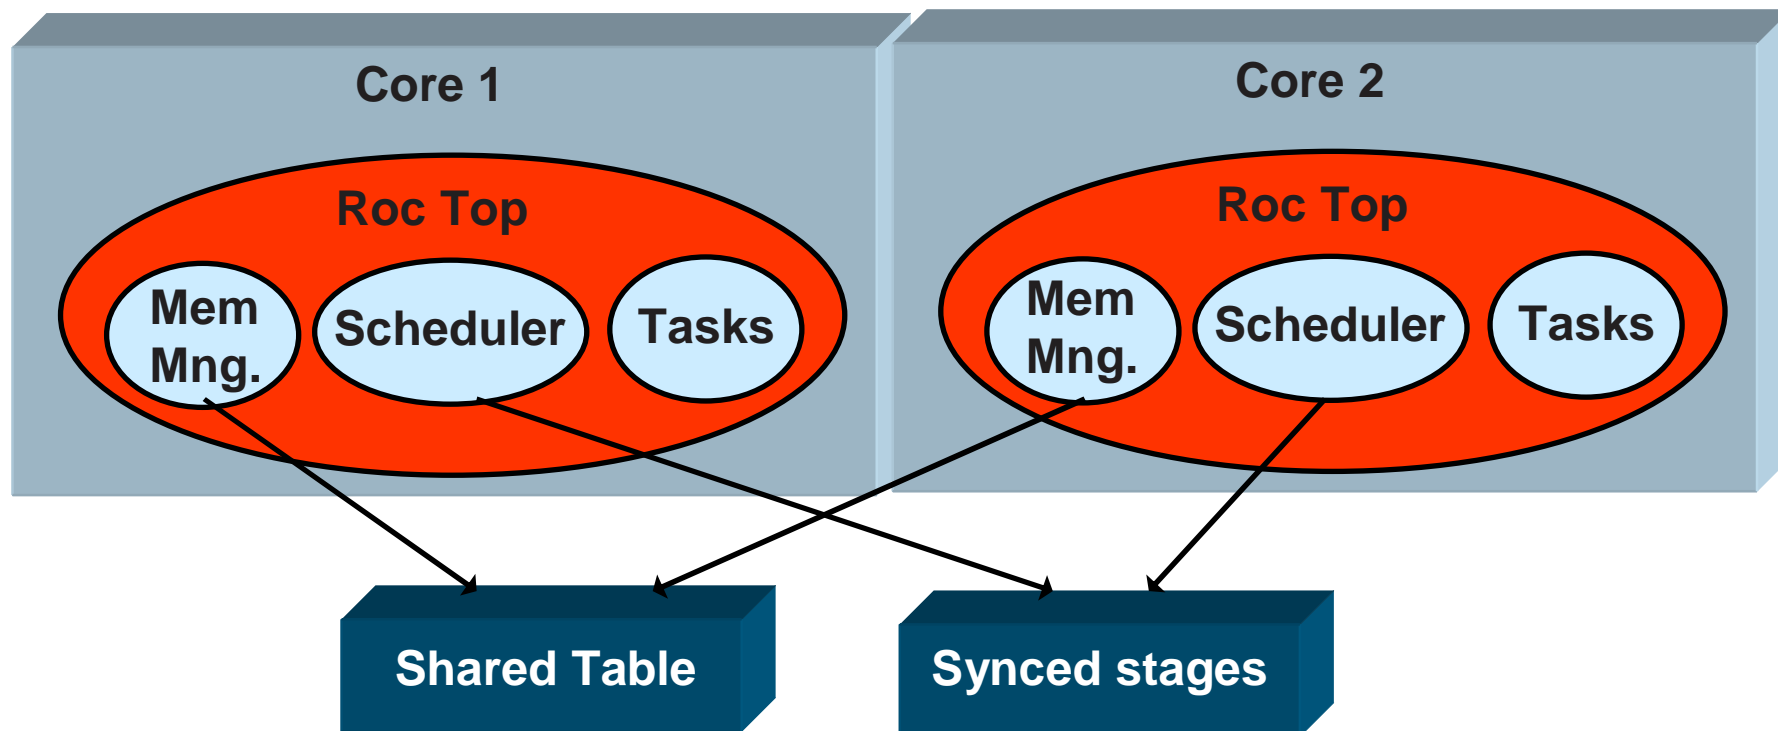 Core 1
Roc Top
Mem
Mng.
Scheduler
Tasks
Core 2
Roc Top
Mem
Mng.
Scheduler
Tasks
Shared Table
Synced stages